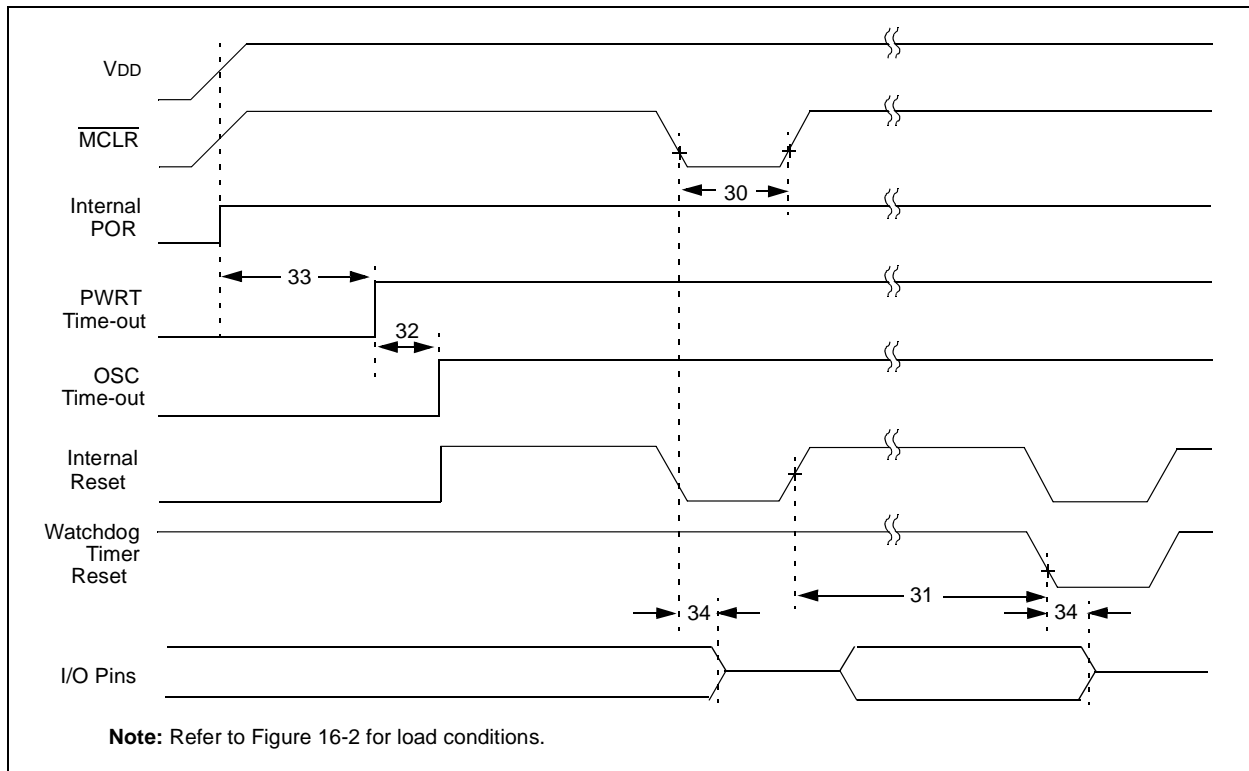 VDD
MCLR
30
Internal
POR
33
PWRT
Time-out
32
OSC
Time-out
Internal
Reset
Watchdog
Timer
Reset
31
34
34
I/O Pins
Note: Refer to Figure 16-2 for load conditions.